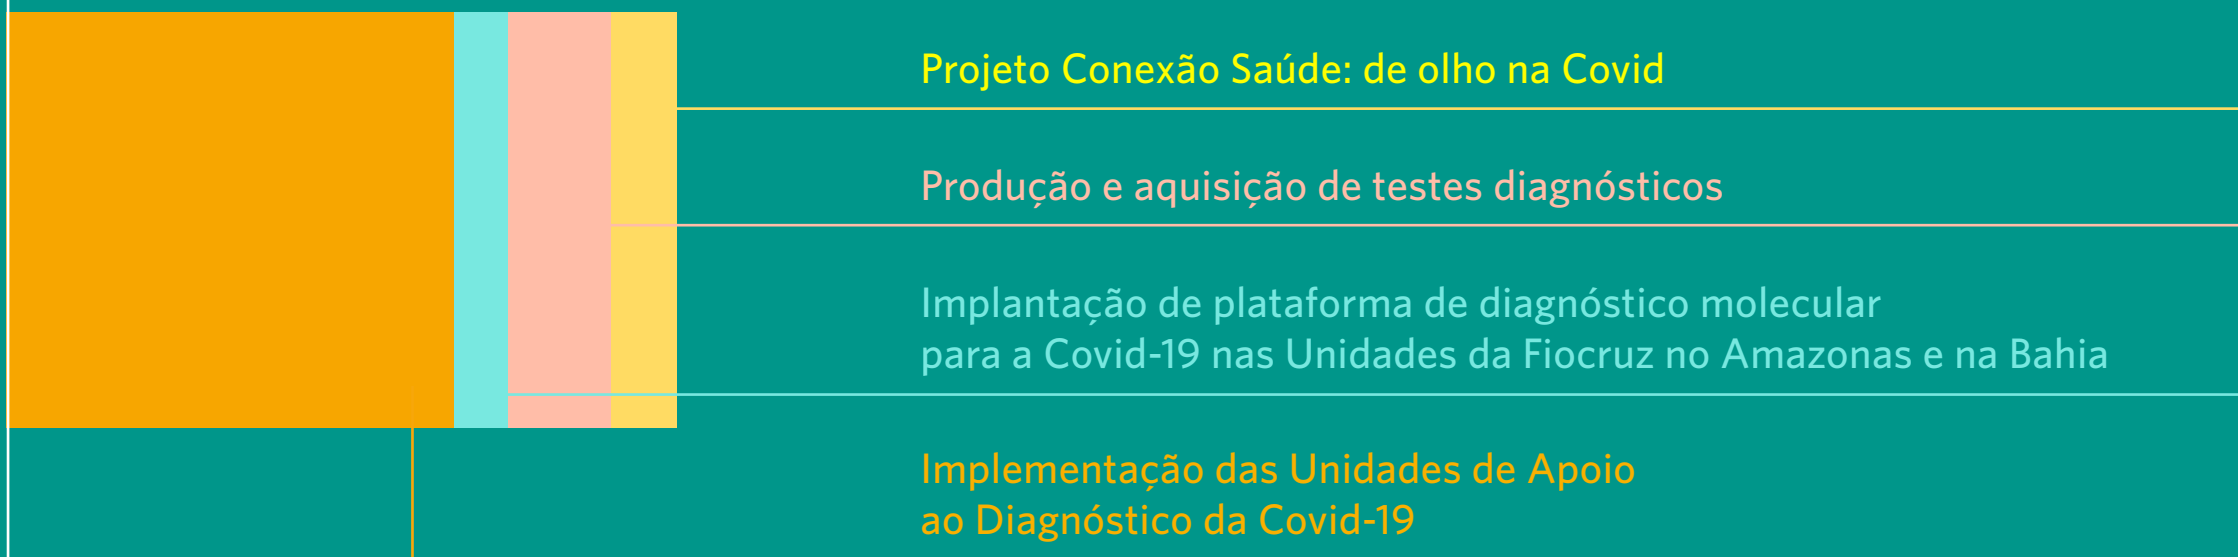 Projeto Conexão Saúde: de olho na Covid
Produção e aquisição de testes diagnósticos
Implantação de plataforma de diagnóstico molecular
para a Covid-19 nas Unidades da Fiocruz no Amazonas e na Bahia
Implementação das Unidades de Apoio
ao Diagnóstico da Covid-19